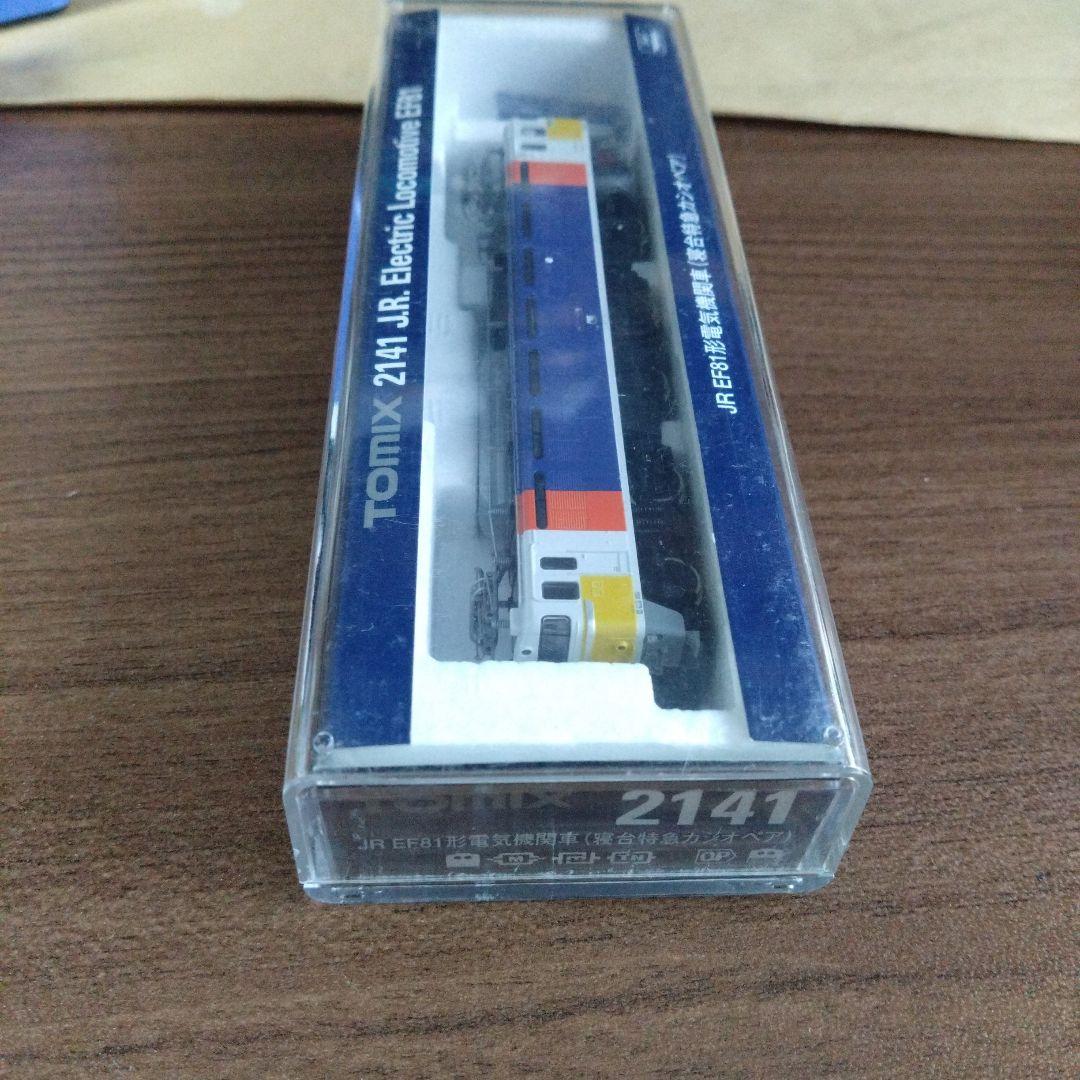 TOMIX 2141 J.R. Electric Locomotive EF81
JR EF81形電気機関車(寝台特急カシオペア)
TOMIX 2141
JR EF81形電気機関車(寝台特急カシオペア)